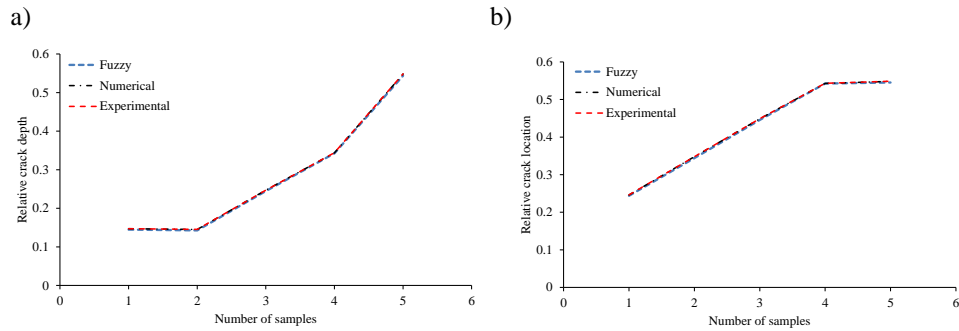 a)
0.6
0.5
0.4
0.3
0.2
0.1
0
0 1 2 3 4 5 6
Relative crack depth
Number of samples
Fuzzy
Numerical
Experimental
b)
0.6
0.5
0.4
0.3
0.2
0.1
0
0 1 2 3 4 5 6
Relative crack location
Number of samples
Fuzzy
Numerical
Experimental